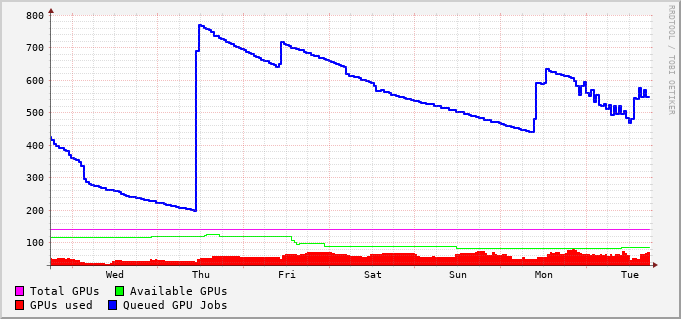 800
700
600
500
400
300
200
100
Wed Thu Fri Sat Sun Mon Tue
Total GPUs Available GPUs
GPUs used Queued GPU Jobs
RRDTOOL / TOBI OETIKER